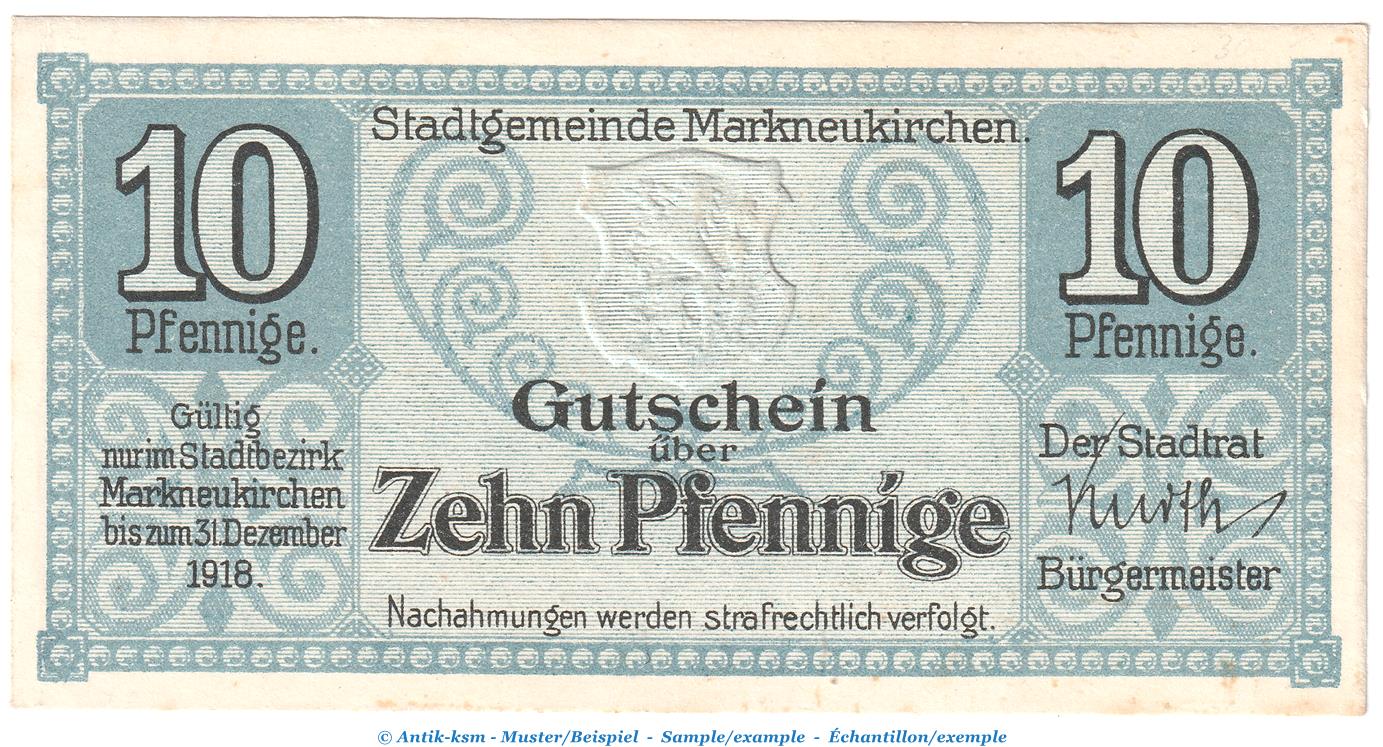 Stadtgemeinde Markneukirchen.
10
Pfennige.
10
Pfennige.
Gutschein
über
Zehn Pfennige
Gültig
nur im Stadtbezirk
Markneukirchen
bis zum 31. Dezember
1918.
Der Stadtrat
Bürgermeister
Nachahmungen werden strafrechtlich verfolgt.
© Antik-ksm - Muster/Beispiel - Sample/example - Échantillon/exemple